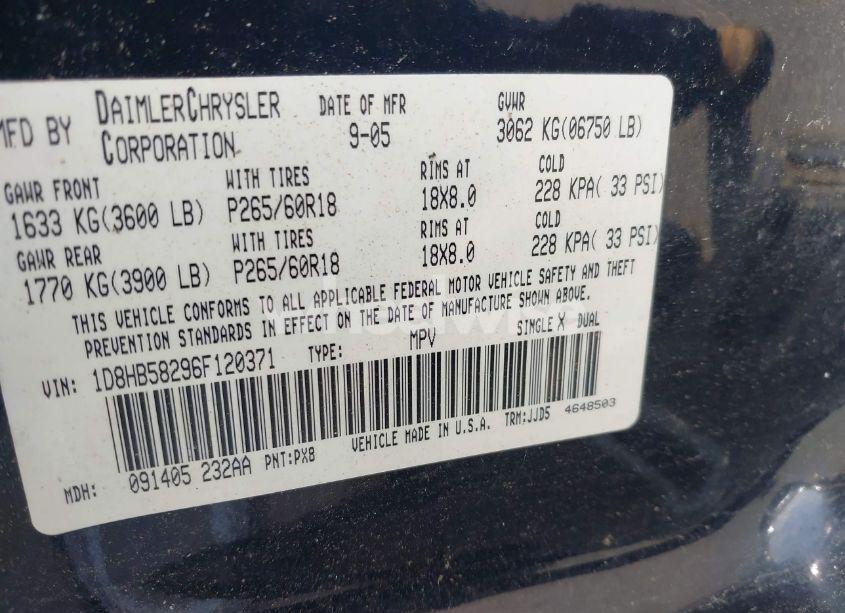 MFD BY DAIMLERCHRYSLER CORPORATION DATE OF MFR 9-05 GVWR 3062 KG(06750 LB)
GAWR FRONT WITH TIRES RIMS AT COLD
1633 KG(3600 LB) P265/60R18 18X8.0 228 KPA( 33 PSI)
GAWR REAR WITH TIRES RIMS AT COLD
1770 KG(3900 LB) P265/60R18 18X8.0 228 KPA( 33 PSI)
THIS VEHICLE CONFORMS TO ALL APPLICABLE FEDERAL MOTOR VEHICLE SAFETY AND THEFT
PREVENTION STANDARDS IN EFFECT ON THE DATE OF MANUFACTURE SHOWN ABOVE.
VIN: 1D8HB58296F120371 TYPE: MPV SINGLE X DUAL
VEHICLE MADE IN U.S.A. TRM:JJD5 4648503
MDH: 091405 232AA PNT:PX8